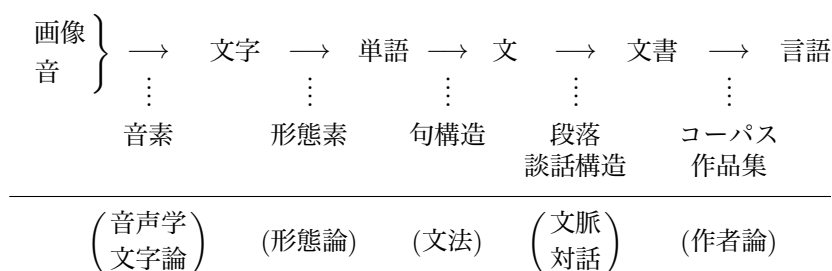 画像
音
⟶ 文字 ⟶ 単語 ⟶ 文 ⟶ 文書 ⟶ 言語
音素 形態素 句構造 段落 コーパス
談話構造 作品集
(音声学 文字論) (形態論) (文法) (文脈 対話) (作者論)